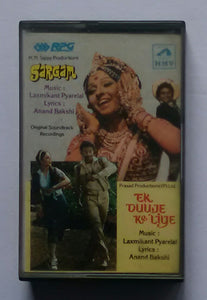 RPG
HMV
N.N. Sippy Productions
SARGAM
Music :
Laxmikant Pyarelal
Lyrics :
Anand Bakshi
Original Soundtrack
Recordings
Prasad Productions (P) Ltd.
EK
DUUJE
KE LIYE
Music :
Laxmikant Pyarelal
Lyrics :
Anand Bakshi